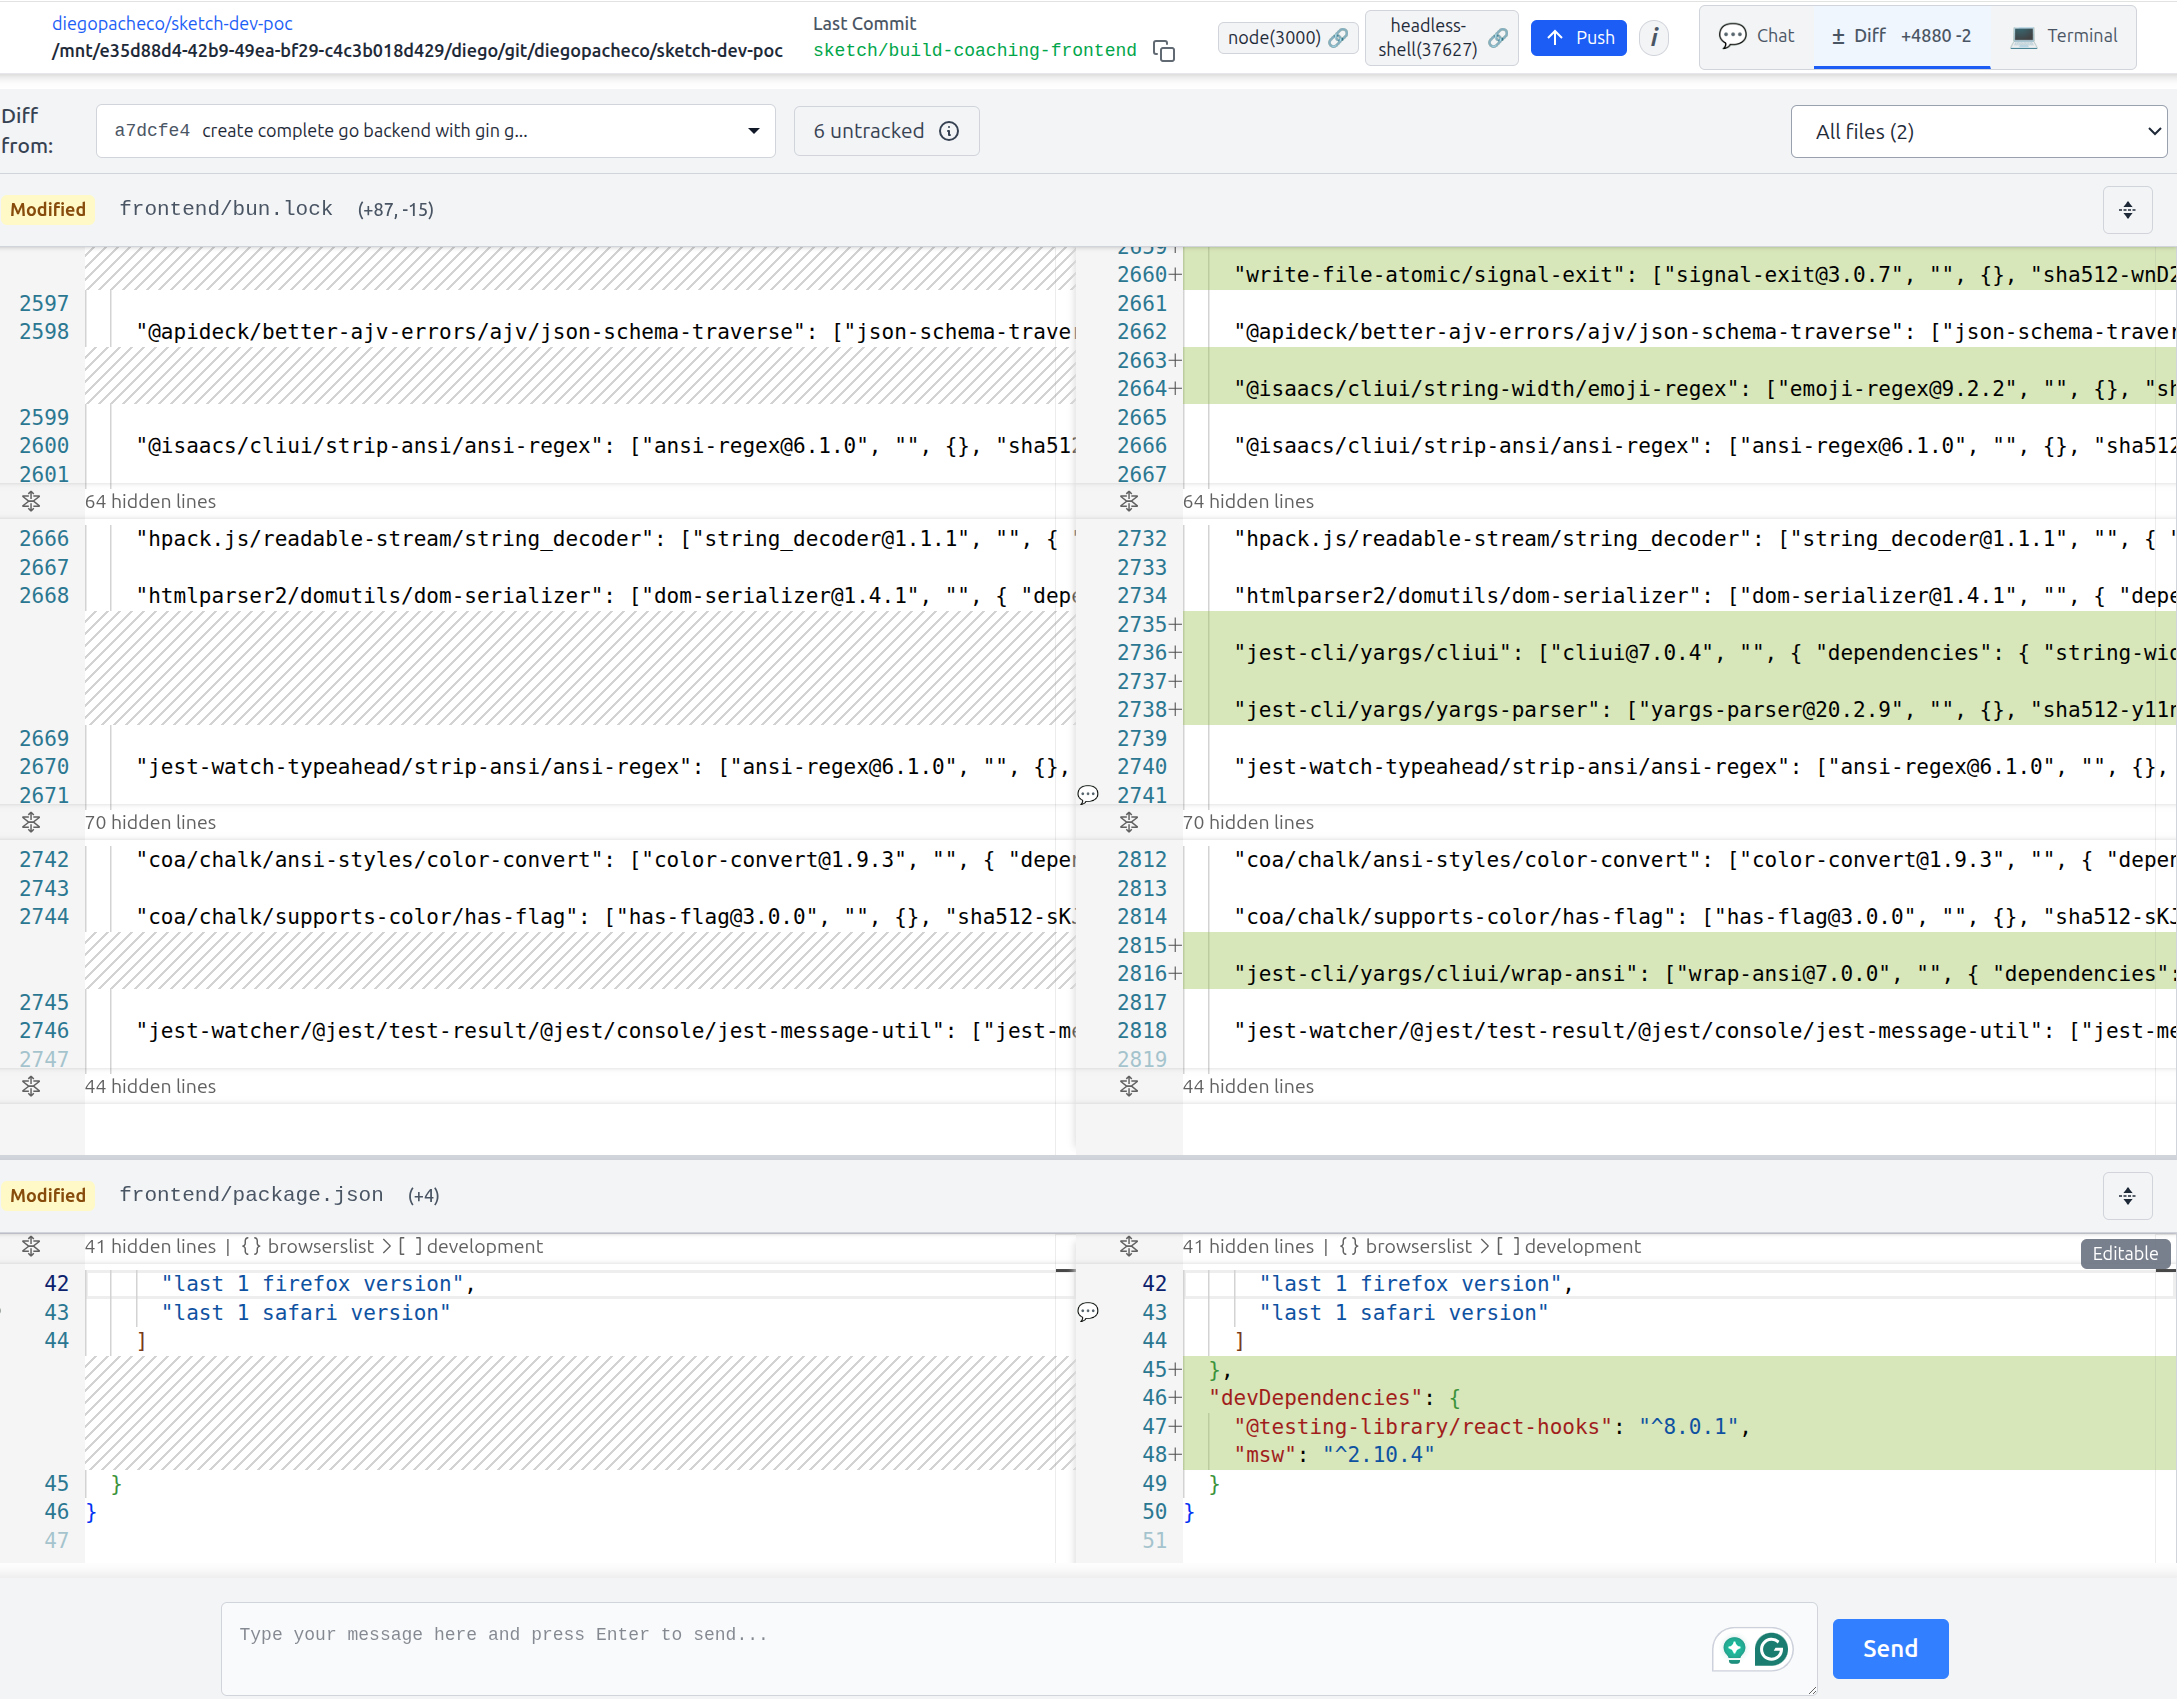 diegopacheco/sketch-dev-poc
/mnt/e35d88d4-42b9-49ea-bf29-c4c3b018d429/diego/git/diegopacheco/sketch-dev-poc
Last Commit
sketch/build-coaching-frontend
node(3000)
headless-
shell(37627)
Push
i
Chat
± Diff +4880 -2
Terminal
Diff
from:
a7dcfe4 create complete go backend with gin g...
6 untracked
All files (2)
Modified frontend/bun.lock (+87, -15)
2659+
2660+ "write-file-atomic/signal-exit": ["signal-exit@3.0.7", "", {}, "sha512-wnD2
2597 2661
2598 "@apideck/better-ajv-errors/ajv/json-schema-traverse": ["json-schema-traver 2662 "@apideck/better-ajv-errors/ajv/json-schema-traverse": ["json-schema-traver
2663+
2664+ "@isaacs/cliui/string-width/emoji-regex": ["emoji-regex@9.2.2", "", {}, "sh
2599 2665
2600 "@isaacs/cliui/strip-ansi/ansi-regex": ["ansi-regex@6.1.0", "", {}, "sha512 2666 "@isaacs/cliui/strip-ansi/ansi-regex": ["ansi-regex@6.1.0", "", {}, "sha512
2601 2667
64 hidden lines 64 hidden lines
2666 "hpack.js/readable-stream/string_decoder": ["string_decoder@1.1.1", "", { " 2732 "hpack.js/readable-stream/string_decoder": ["string_decoder@1.1.1", "", { "
2667 2733
2668 "htmlparser2/domutils/dom-serializer": ["dom-serializer@1.4.1", "", { "depe 2734 "htmlparser2/domutils/dom-serializer": ["dom-serializer@1.4.1", "", { "depe
2735+
2736+ "jest-cli/yargs/cliui": ["cliui@7.0.4", "", { "dependencies": { "string-wid
2737+
2738+ "jest-cli/yargs/yargs-parser": ["yargs-parser@20.2.9", "", {}, "sha512-y11r
2669 2739
2670 "jest-watch-typeahead/strip-ansi/ansi-regex": ["ansi-regex@6.1.0", "", {}, 2740 "jest-watch-typeahead/strip-ansi/ansi-regex": ["ansi-regex@6.1.0", "", {},
2671 2741
70 hidden lines 70 hidden lines
2742 "coa/chalk/ansi-styles/color-convert": ["color-convert@1.9.3", "", { "depen 2812 "coa/chalk/ansi-styles/color-convert": ["color-convert@1.9.3", "", { "depen
2743 2813
2744 "coa/chalk/supports-color/has-flag": ["has-flag@3.0.0", "", {}, "sha512-sKJ 2814 "coa/chalk/supports-color/has-flag": ["has-flag@3.0.0", "", {}, "sha512-sKJ
2815+
2816+ "jest-cli/yargs/cliui/wrap-ansi": ["wrap-ansi@7.0.0", "", { "dependencies":
2745 2817
2746 "jest-watcher/@jest/test-result/@jest/console/jest-message-util": ["jest-me 2818 "jest-watcher/@jest/test-result/@jest/console/jest-message-util": ["jest-me
2747 2819
44 hidden lines 44 hidden lines
Modified frontend/package.json (+4)
41 hidden lines | {} browserslist > [ ] development 41 hidden lines | {} browserslist > [ ] development
Editable
42 "last 1 firefox version", 42 "last 1 firefox version",
43 "last 1 safari version" 43 "last 1 safari version"
44 ] 44 ]
45+ },
46+ "devDependencies": {
47+ "@testing-library/react-hooks": "^8.0.1",
48+ "msw": "^2.10.4"
45 } 49 }
46 } 50 }
47 51
Type your message here and press Enter to send...
Send